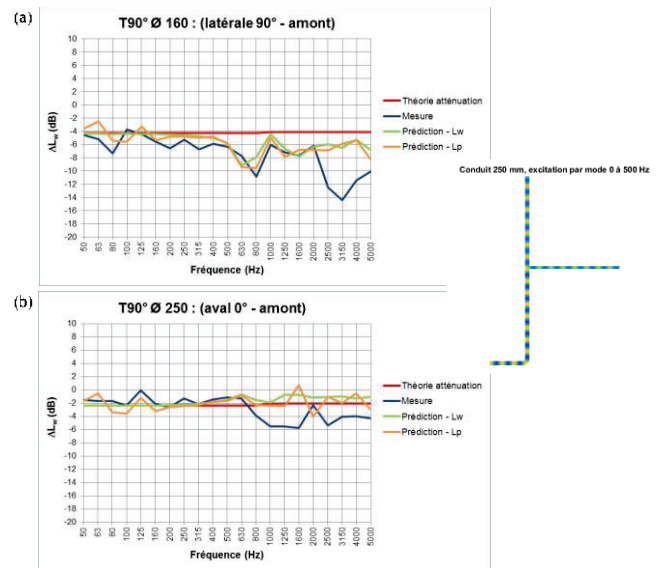 (a)
T90° Ø 160 : (latérale 90° - amont)
10
8
6
4
2
0
-2
-4
-6
-8
-10
-12
-14
-16
-18
-20
ΔLw (dB)
50 63 80 100 125 160 200 250 315 400 500 630 800 1000 1250 1600 2000 2500 3150 4000 5000
Fréquence (Hz)
Théorie atténuation
Mesure
Prédiction - Lw
Prédiction - Lp
Conduit 250 mm, excitation par mode 0 à 500 Hz
(b)
T90° Ø 250 : (aval 0° - amont)
10
8
6
4
2
0
-2
-4
-6
-8
-10
-12
-14
-16
-18
-20
ΔLw (dB)
50 63 80 100 125 160 200 250 315 400 500 630 800 1000 1250 1600 2000 2500 3150 4000 5000
Fréquence (Hz)
Théorie atténuation
Mesure
Prédiction - Lw
Prédiction - Lp